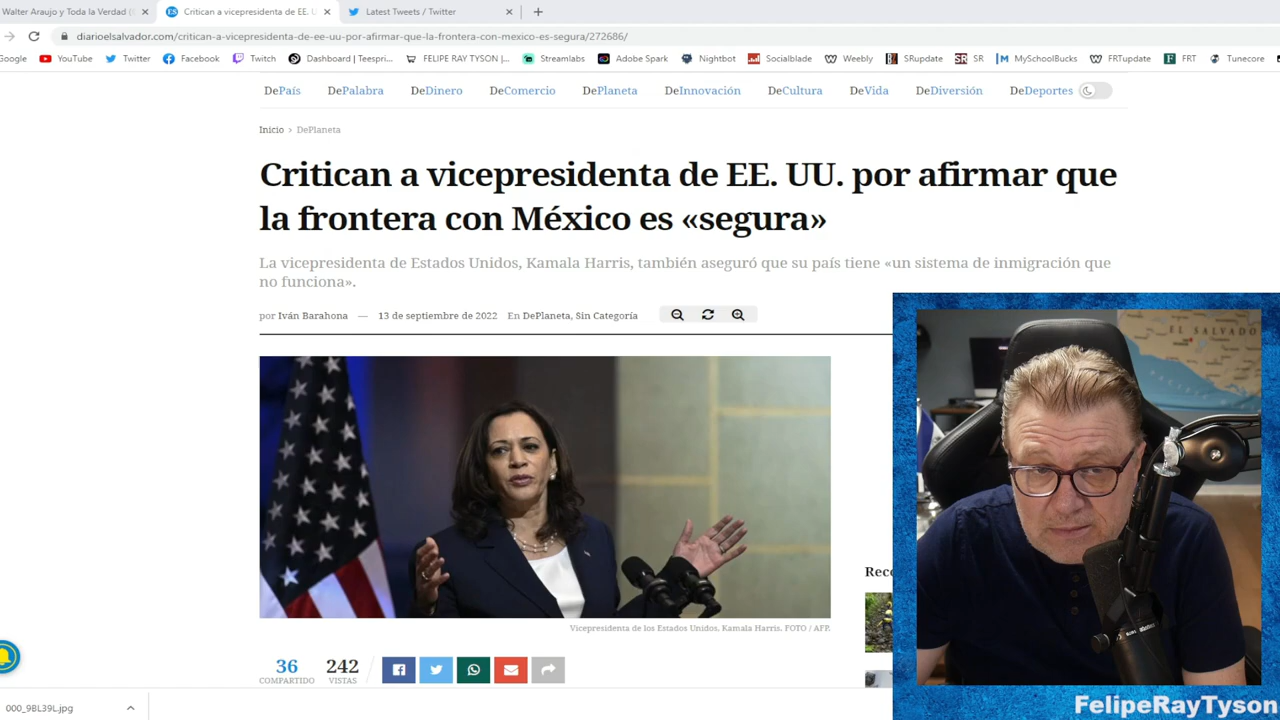 Walter Araujo y Toda la Verdad (
Critican a vicepresidenta de EE. U
Latest Tweets / Twitter
diarioelsalvador.com/critican-a-vicepresidenta-de-ee-uu-por-afirmar-que-la-frontera-con-mexico-es-segura/272686/
Google YouTube Twitter Facebook Twitch Dashboard | Teespri... FELIPE RAY TYSON |... Streamlabs Adobe Spark Nightbot Socialblade Weebly SRupdate SR MySchoolBucks FRTupdate FRT Tunecore
DePaís DePalabra DeDinero DeComercio DePlaneta DeInnovación DeCultura DeVida DeDiversión DeDeportes
Inicio > DePlaneta
Critican a vicepresidenta de EE. UU. por afirmar que
la frontera con México es «segura»
La vicepresidenta de Estados Unidos, Kamala Harris, también aseguró que su país tiene «un sistema de inmigración que
no funciona».
por Iván Barahona — 13 de septiembre de 2022 En DePlaneta, Sin Categoría
EL SALVADOR
Reco
Vicepresidenta de los Estados Unidos, Kamala Harris. FOTO / AFP.
36 242
COMPARTIDO VISTAS
000_9BL39L.jpg
FelipeRayTyson